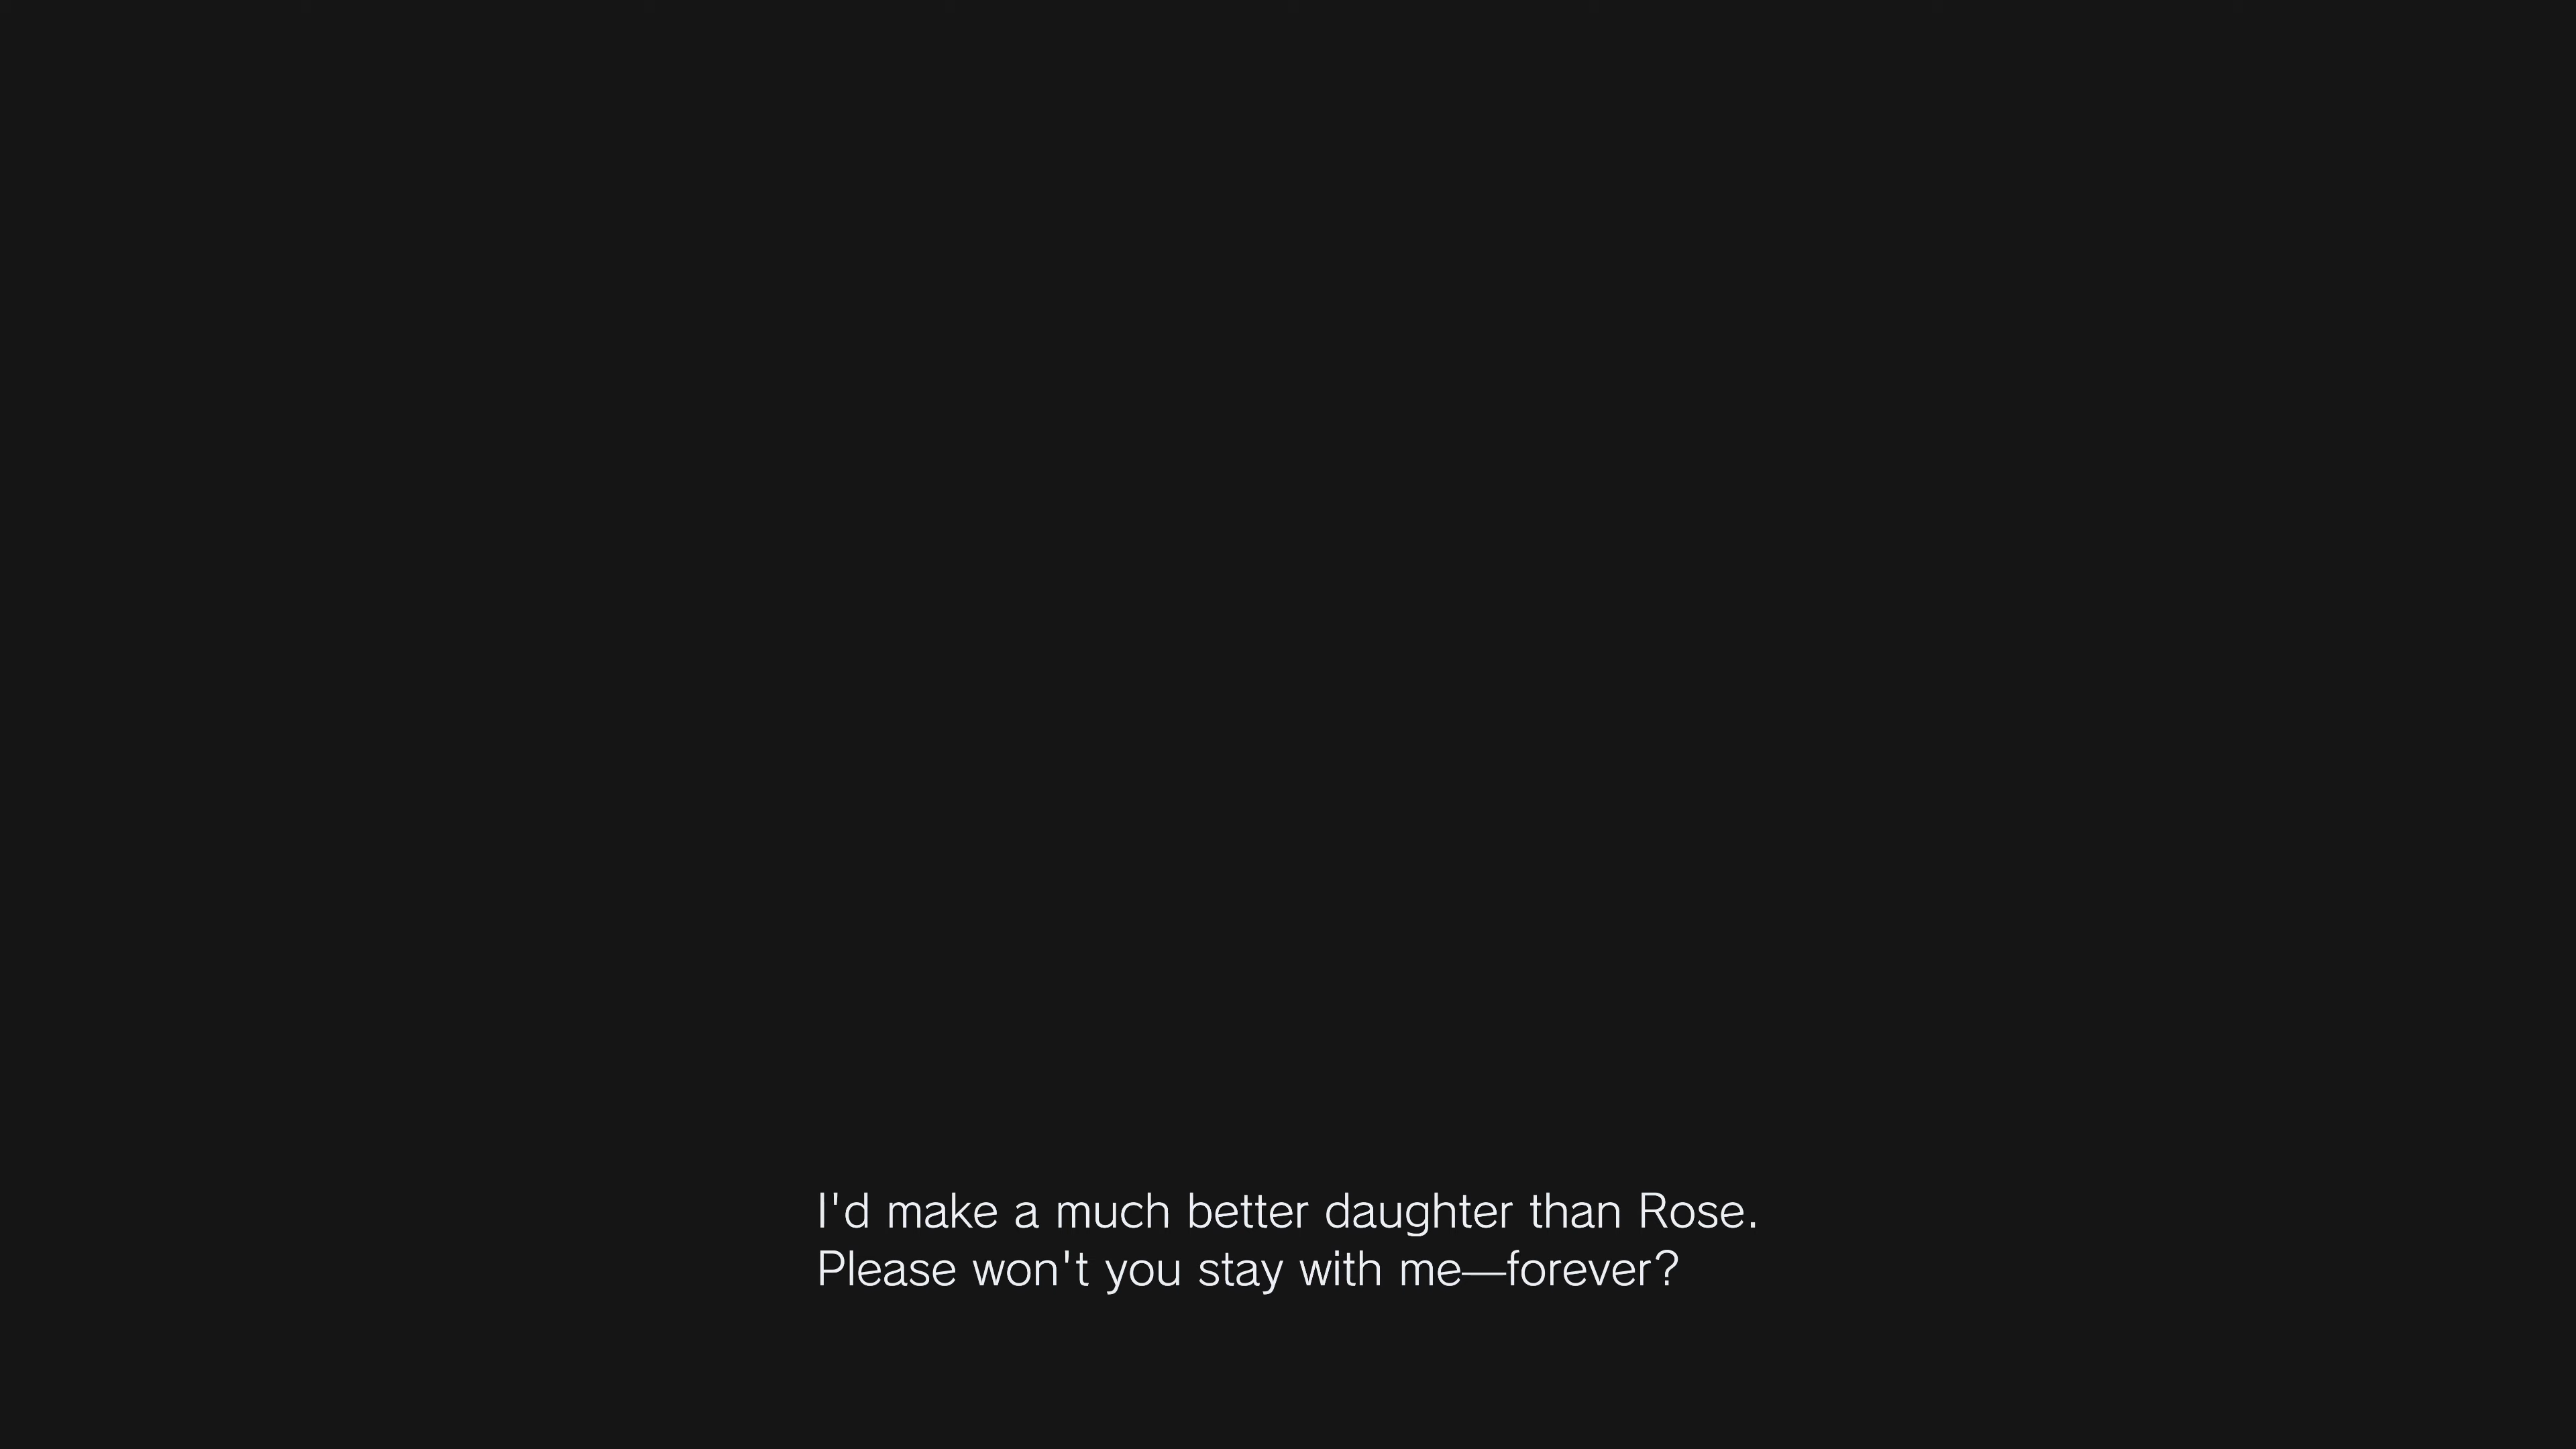 I'd make a much better daughter than Rose.
Please won't you stay with me—forever?